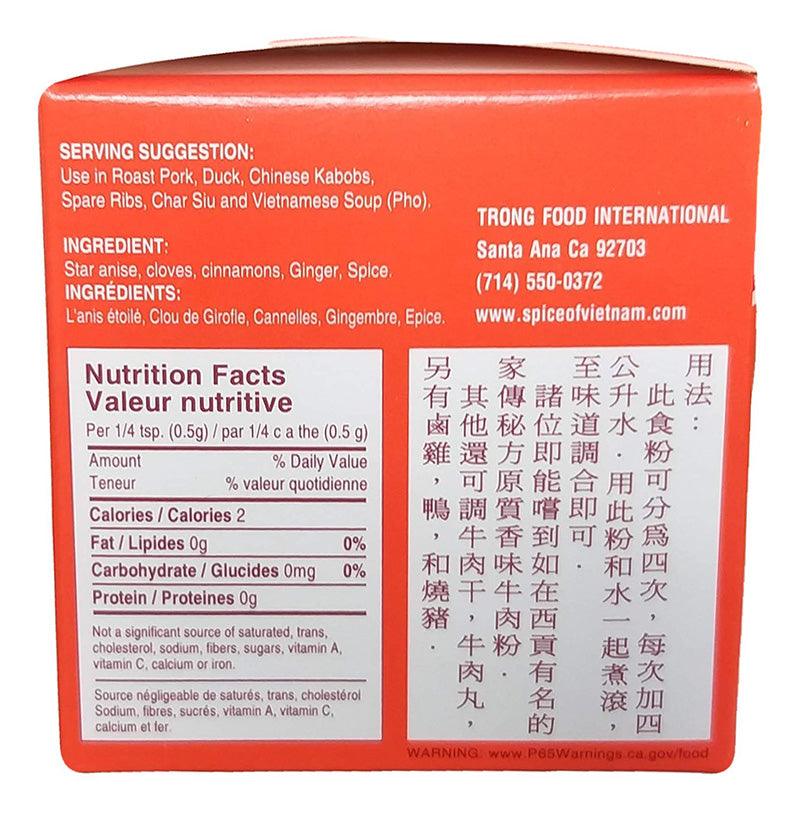 SERVING SUGGESTION:
Use in Roast Pork, Duck, Chinese Kabobs,
Spare Ribs, Char Siu and Vietnamese Soup (Pho).
INGREDIENT:
Star anise, cloves, cinnamons, Ginger, Spice.
INGRÉDIENTS:
L'anis étoilé, Clou de Girofle, Cannelles, Gingembre, Epice.
TRONG FOOD INTERNATIONAL
Santa Ana Ca 92703
(714) 550-0372
www.spiceofvietnam.com
Nutrition Facts
Valeur nutritive
Per 1/4 tsp. (0.5g) / par 1/4 c a the (0.5 g)
Amount % Daily Value
Teneur % valeur quotidienne
Calories / Calories 2
Fat / Lipides 0g 0%
Carbohydrate / Glucides 0mg 0%
Protein / Proteines 0g
Not a significant source of saturated, trans,
cholesterol, sodium, fibers, sugars, vitamin A,
vitamin C, calcium or iron.
Source négligeable de saturés, trans, cholestérol
Sodium, fibres, sucrés, vitamin A, vitamin C,
calcium et fer.
用法：
此食粉可分爲四次，每次加四
公升水．用此粉和水一起煮滾，
至味道調合即可．
諸位即能嚐到如在西貢有名的
家傳秘方原質香味牛肉粉．
其他還可調牛肉干，牛肉丸，
另有鹵雞，鴨，和燒豬．
WARNING: www.P65Warnings.ca.gov/food